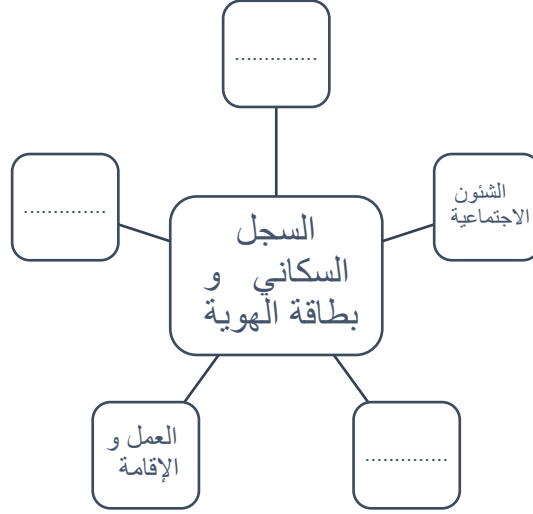 ..............
..............
الشئون
الاجتماعية
السجل
السكاني و
بطاقة الهوية
العمل و
الإقامة
..............